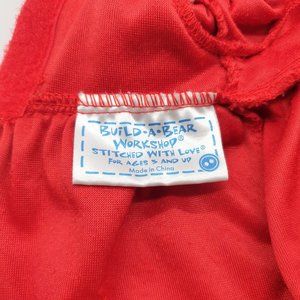 BUILD-A-BEAR
WORKSHOP®
STITCHED WITH LOVE®
FOR AGES 3 AND UP
Made in China